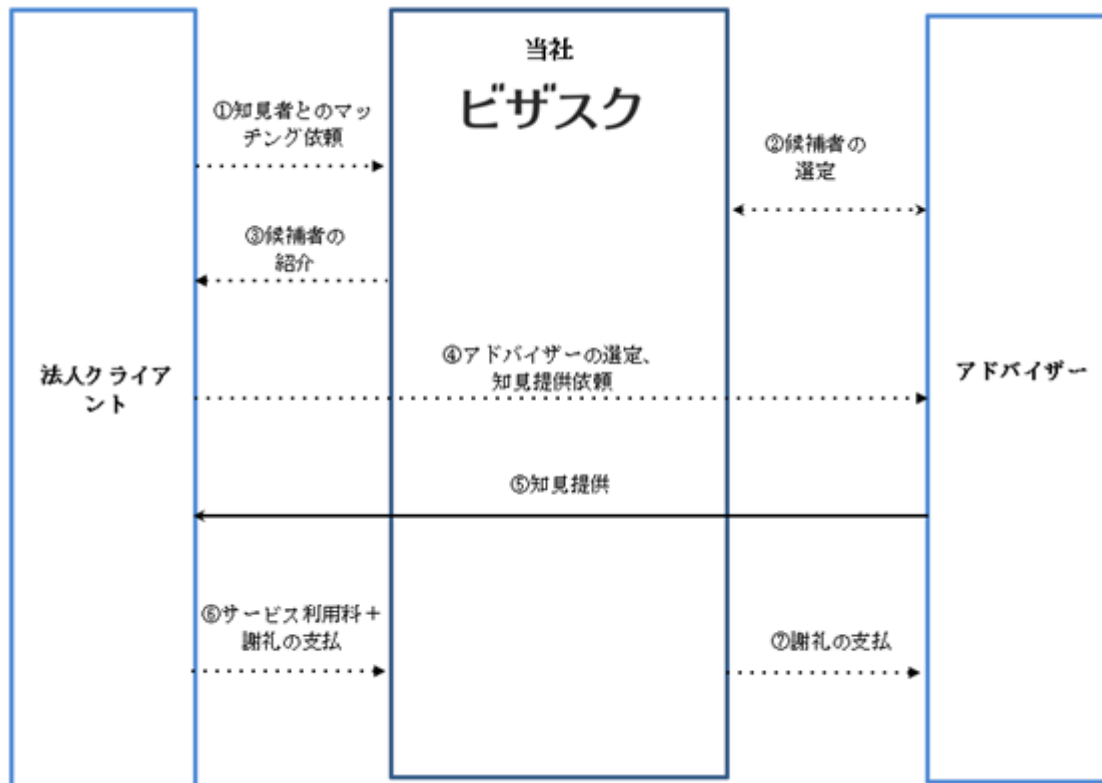 当社
ビザスク
①知見者とのマッ
チング依頼
②候補者の
選定
③候補者の
紹介
④アドバイザーの選定、
知見提供依頼
法人クライア
ント
アドバイザー
⑤知見提供
⑥サービス利用料＋
謝礼の支払
⑦謝礼の支払